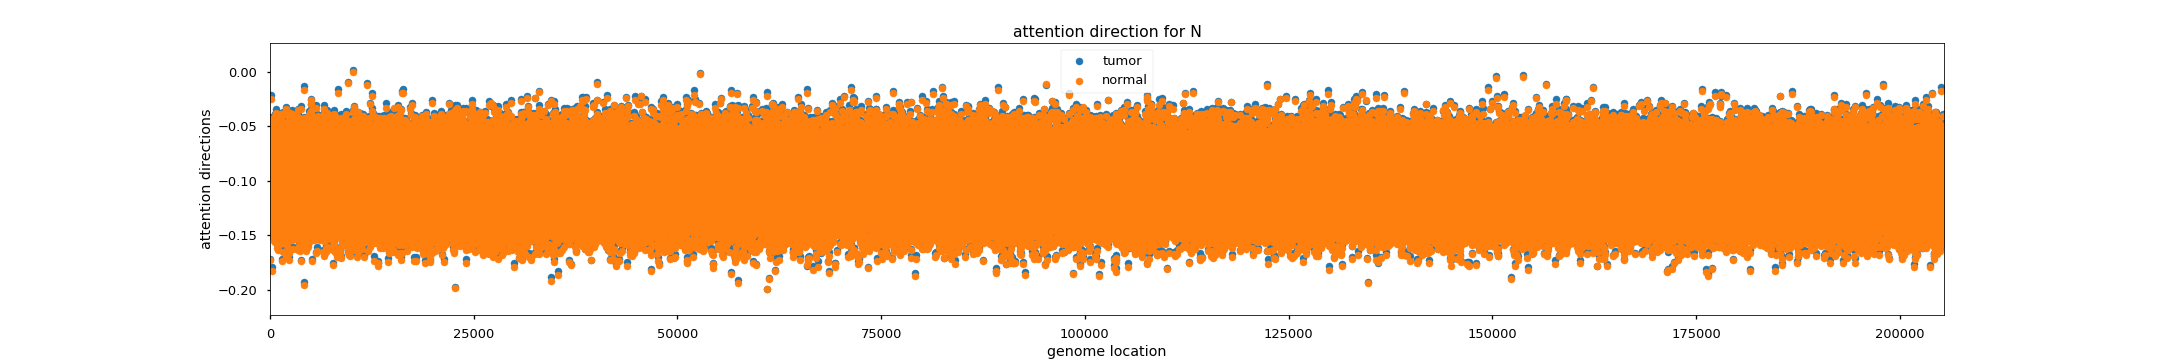 attention direction for N
tumor
normal
attention directions
0.00
−0.05
−0.10
−0.15
−0.20
0 25000 50000 75000 100000 125000 150000 175000 200000
genome location